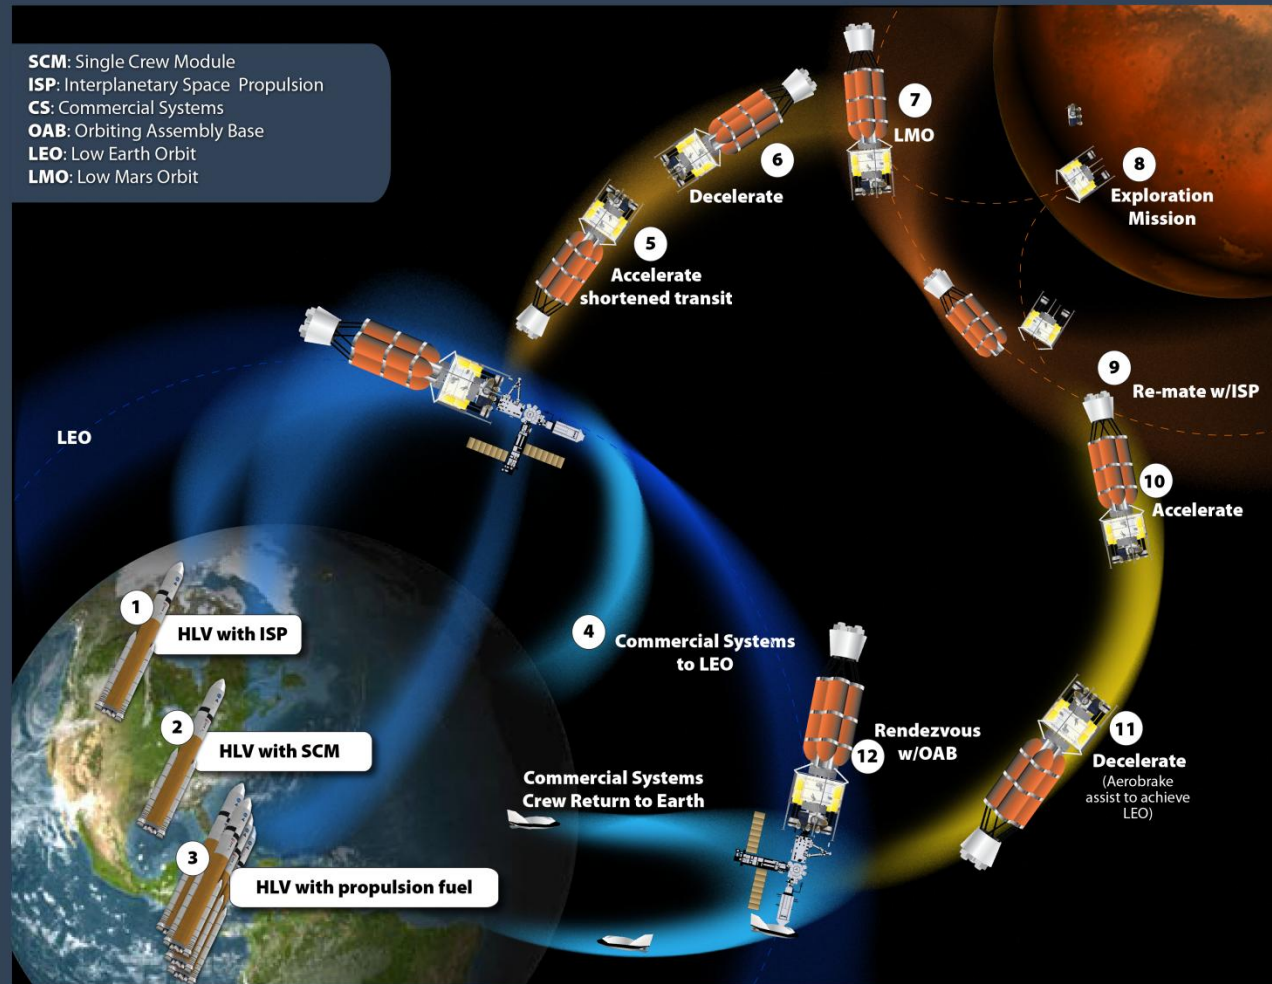 SCM: Single Crew Module
ISP: Interplanetary Space Propulsion
CS: Commercial Systems
OAB: Orbiting Assembly Base
LEO: Low Earth Orbit
LMO: Low Mars Orbit
7
LMO
6
Decelerate
8
Exploration
Mission
5
Accelerate
shortened transit
LEO
9
Re-mate w/ISP
10
Accelerate
1
HLV with ISP
4
Commercial Systems
to LEO
2
HLV with SCM
Rendezvous
w/OAB
12
11
Decelerate
(Aerobrake
assist to achieve
LEO)
Commercial Systems
Crew Return to Earth
3
HLV with propulsion fuel